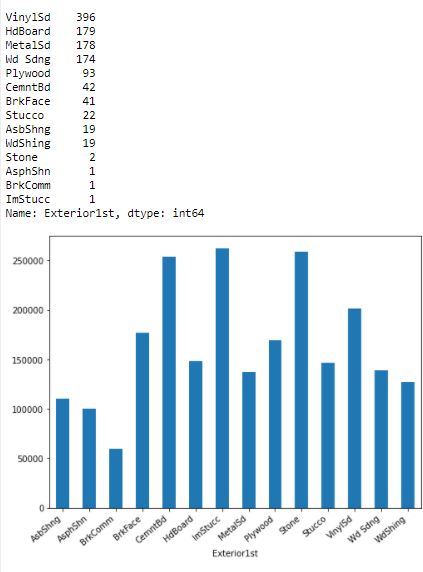 VinylSd 396
HdBoard 179
MetalSd 178
Wd Sdng 174
Plywood 93
CemntBd 42
BrkFace 41
Stucco 22
AsbShng 19
WdShing 19
Stone 2
AsphShn 1
BrkComm 1
ImStucc 1
Name: Exterior1st, dtype: int64
250000
200000
150000
100000
50000
0
AsbShng
AsphShn
BrkComm
BrkFace
CemntBd
HdBoard
ImStucc
MetalSd
Plywood
Stone
Stucco
VinylSd
Wd Sdng
WdShing
Exterior1st